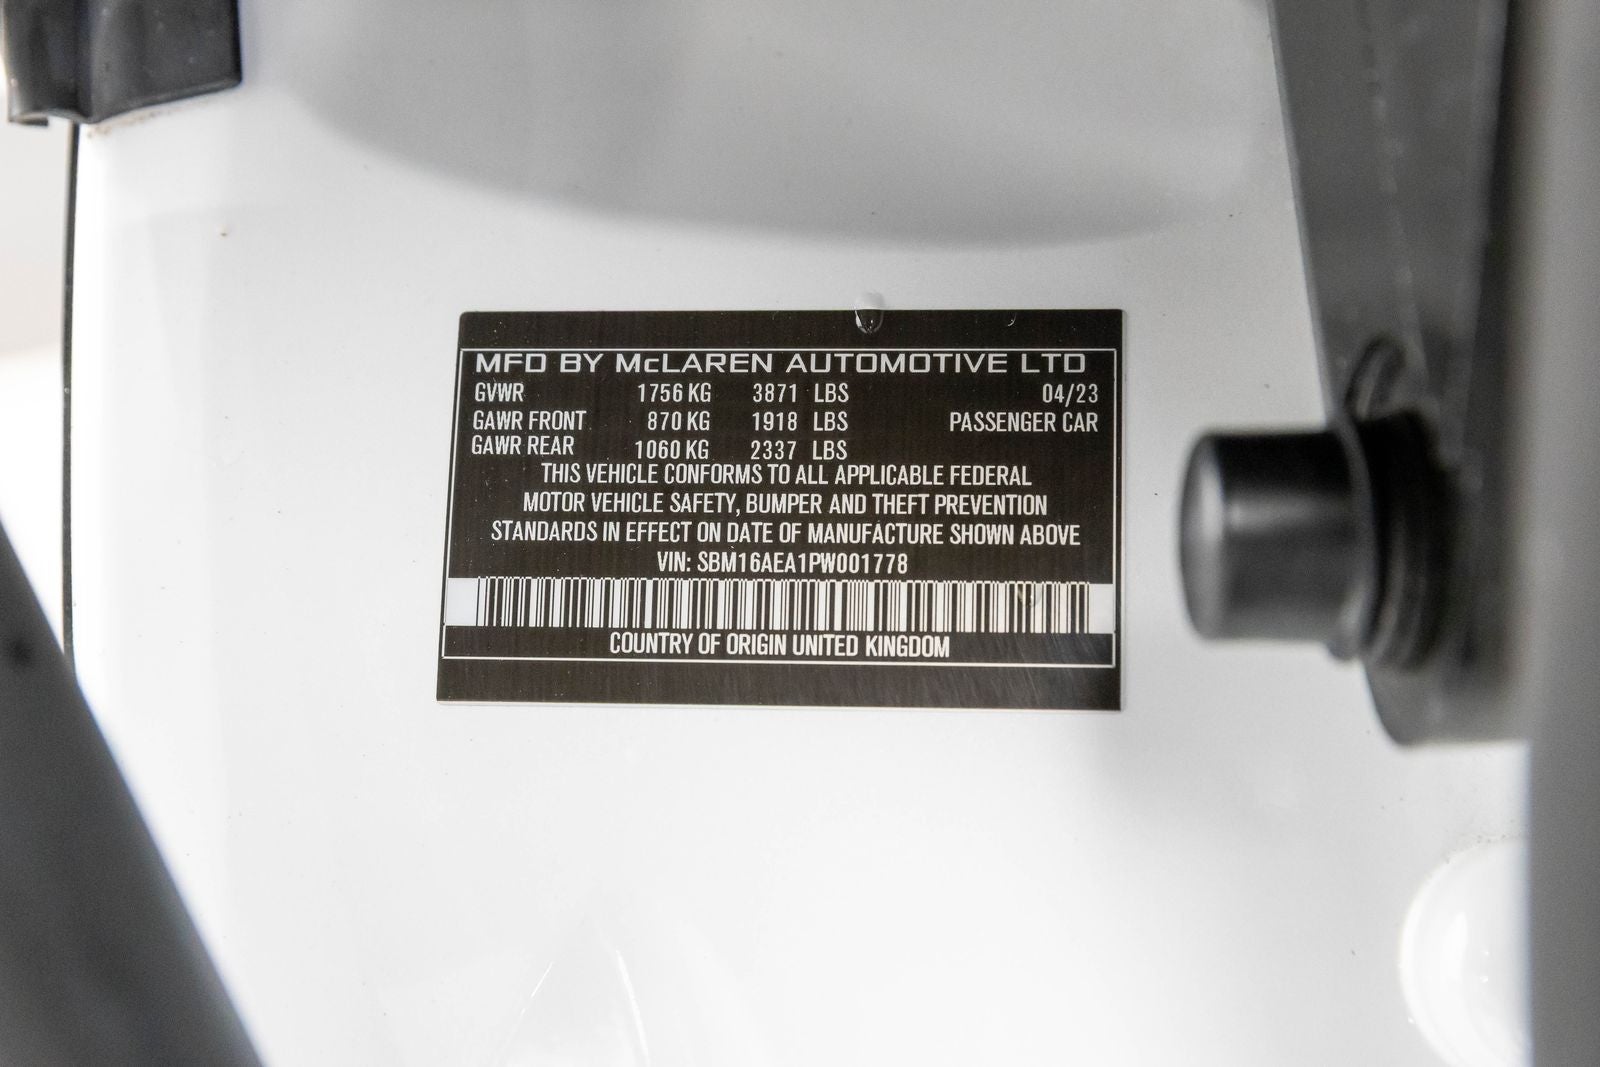 MFD BY McLAREN AUTOMOTIVE LTD
GVWR 1756 KG 3871 LBS 04/23
GAWR FRONT 870 KG 1918 LBS PASSENGER CAR
GAWR REAR 1060 KG 2337 LBS
THIS VEHICLE CONFORMS TO ALL APPLICABLE FEDERAL
MOTOR VEHICLE SAFETY, BUMPER AND THEFT PREVENTION
STANDARDS IN EFFECT ON DATE OF MANUFACTURE SHOWN ABOVE
VIN: SBM16AEA1PW001778
COUNTRY OF ORIGIN UNITED KINGDOM